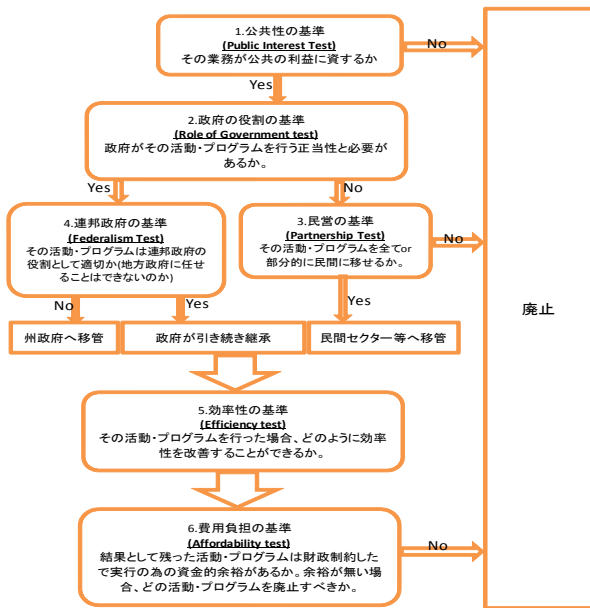 1.公共性の基準
(Public Interest Test)
その業務が公共の利益に資するか
No
Yes
2.政府の役割の基準
(Role of Government test)
政府がその活動・プログラムを行う正当性と必要が
あるか。
Yes
No
4.連邦政府の基準
(Federalism Test)
その活動・プログラムは連邦政府の
役割として適切か(地方政府に任せ
ることはできないのか)
3.民営の基準
(Partnership Test)
その活動・プログラムを全てor
部分的に民間に移せるか。
No
廃止
No
Yes
Yes
州政府へ移管
政府が引き続き継承
民間セクター等へ移管
5.効率性の基準
(Efficiency test)
その活動・プログラムを行った場合、どのように効率
性を改善することができるか。
6.費用負担の基準
(Affordability test)
結果として残った活動・プログラムは財政制約した
で実行の為の資金的余裕があるか。余裕が無い場
合、どの活動・プログラムを廃止すべきか。
No